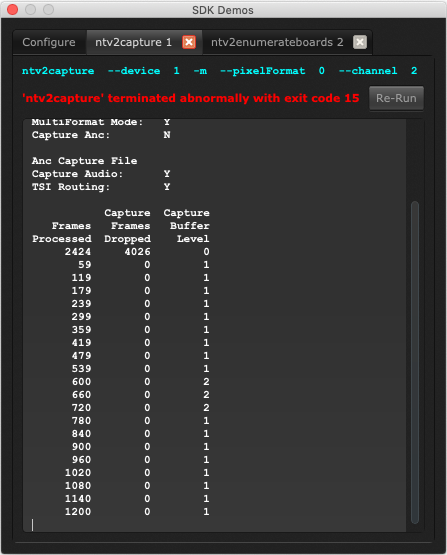 SDK Demos
Configure ntv2capture 1 ntv2enumerateboards 2
ntv2capture --device 1 -m --pixelFormat 0 --channel 2
'ntv2capture' terminated abnormally with exit code 15 Re-Run
MultiFormat Mode: Y
Capture Anc: N
Anc Capture File
Capture Audio: Y
TSI Routing: Y
Capture Capture
Frames Frames Buffer
Processed Dropped Level
2424 4026 0
59 0 1
119 0 1
179 0 1
239 0 1
299 0 1
359 0 1
419 0 1
479 0 1
539 0 1
600 0 2
660 0 2
720 0 2
780 0 1
840 0 1
900 0 1
960 0 1
1020 0 1
1080 0 1
1140 0 1
1200 0 1